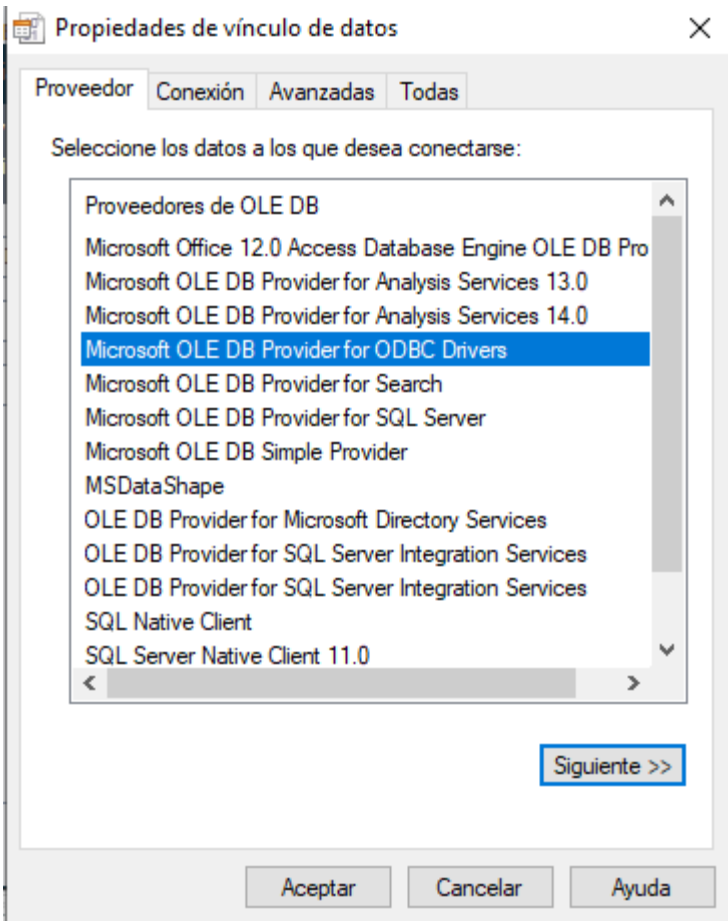 Propiedades de vínculo de datos
Proveedor Conexión Avanzadas Todas
Seleccione los datos a los que desea conectarse:
Proveedores de OLE DB
Microsoft Office 12.0 Access Database Engine OLE DB Pro
Microsoft OLE DB Provider for Analysis Services 13.0
Microsoft OLE DB Provider for Analysis Services 14.0
Microsoft OLE DB Provider for ODBC Drivers
Microsoft OLE DB Provider for Search
Microsoft OLE DB Provider for SQL Server
Microsoft OLE DB Simple Provider
MSDataShape
OLE DB Provider for Microsoft Directory Services
OLE DB Provider for SQL Server Integration Services
OLE DB Provider for SQL Server Integration Services
SQL Native Client
SQL Server Native Client 11.0
Siguiente >>
Aceptar Cancelar Ayuda